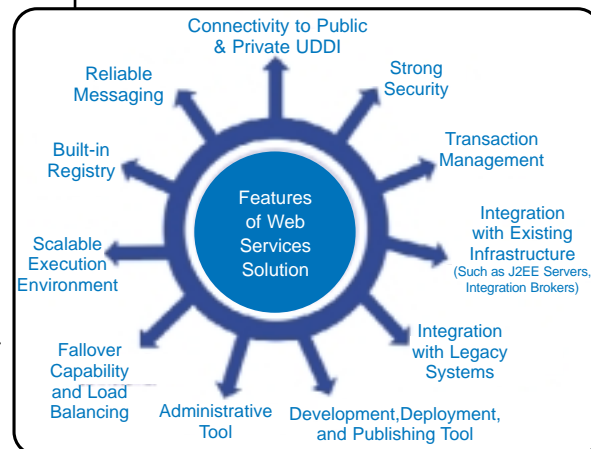 Connectivity to Public
& Private UDDI
Strong
Security
Transaction
Management
Integration
with Existing
Infrastructure
(Such as J2EE Servers,
Integration Brokers)
Integration
with Legacy
Systems
Development,Deployment,
and Publishing Tool
Administrative
Tool
Fallover
Capability
and Load
Balancing
Scalable
Execution
Environment
Built-in
Registry
Reliable
Messaging
Features
of Web
Services
Solution